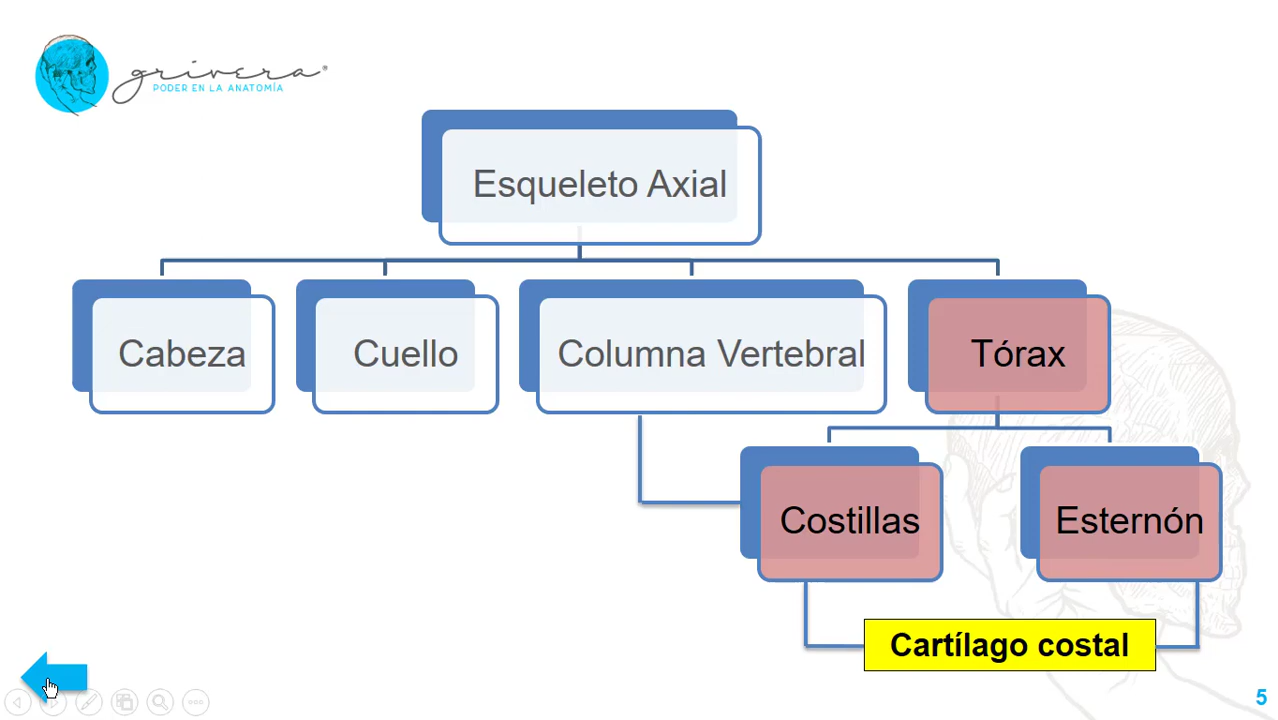 grivera®
PODER EN LA ANATOMÍA
Esqueleto Axial
Cabeza
Cuello
Columna Vertebral
Tórax
Costillas
Esternón
Cartílago costal
5